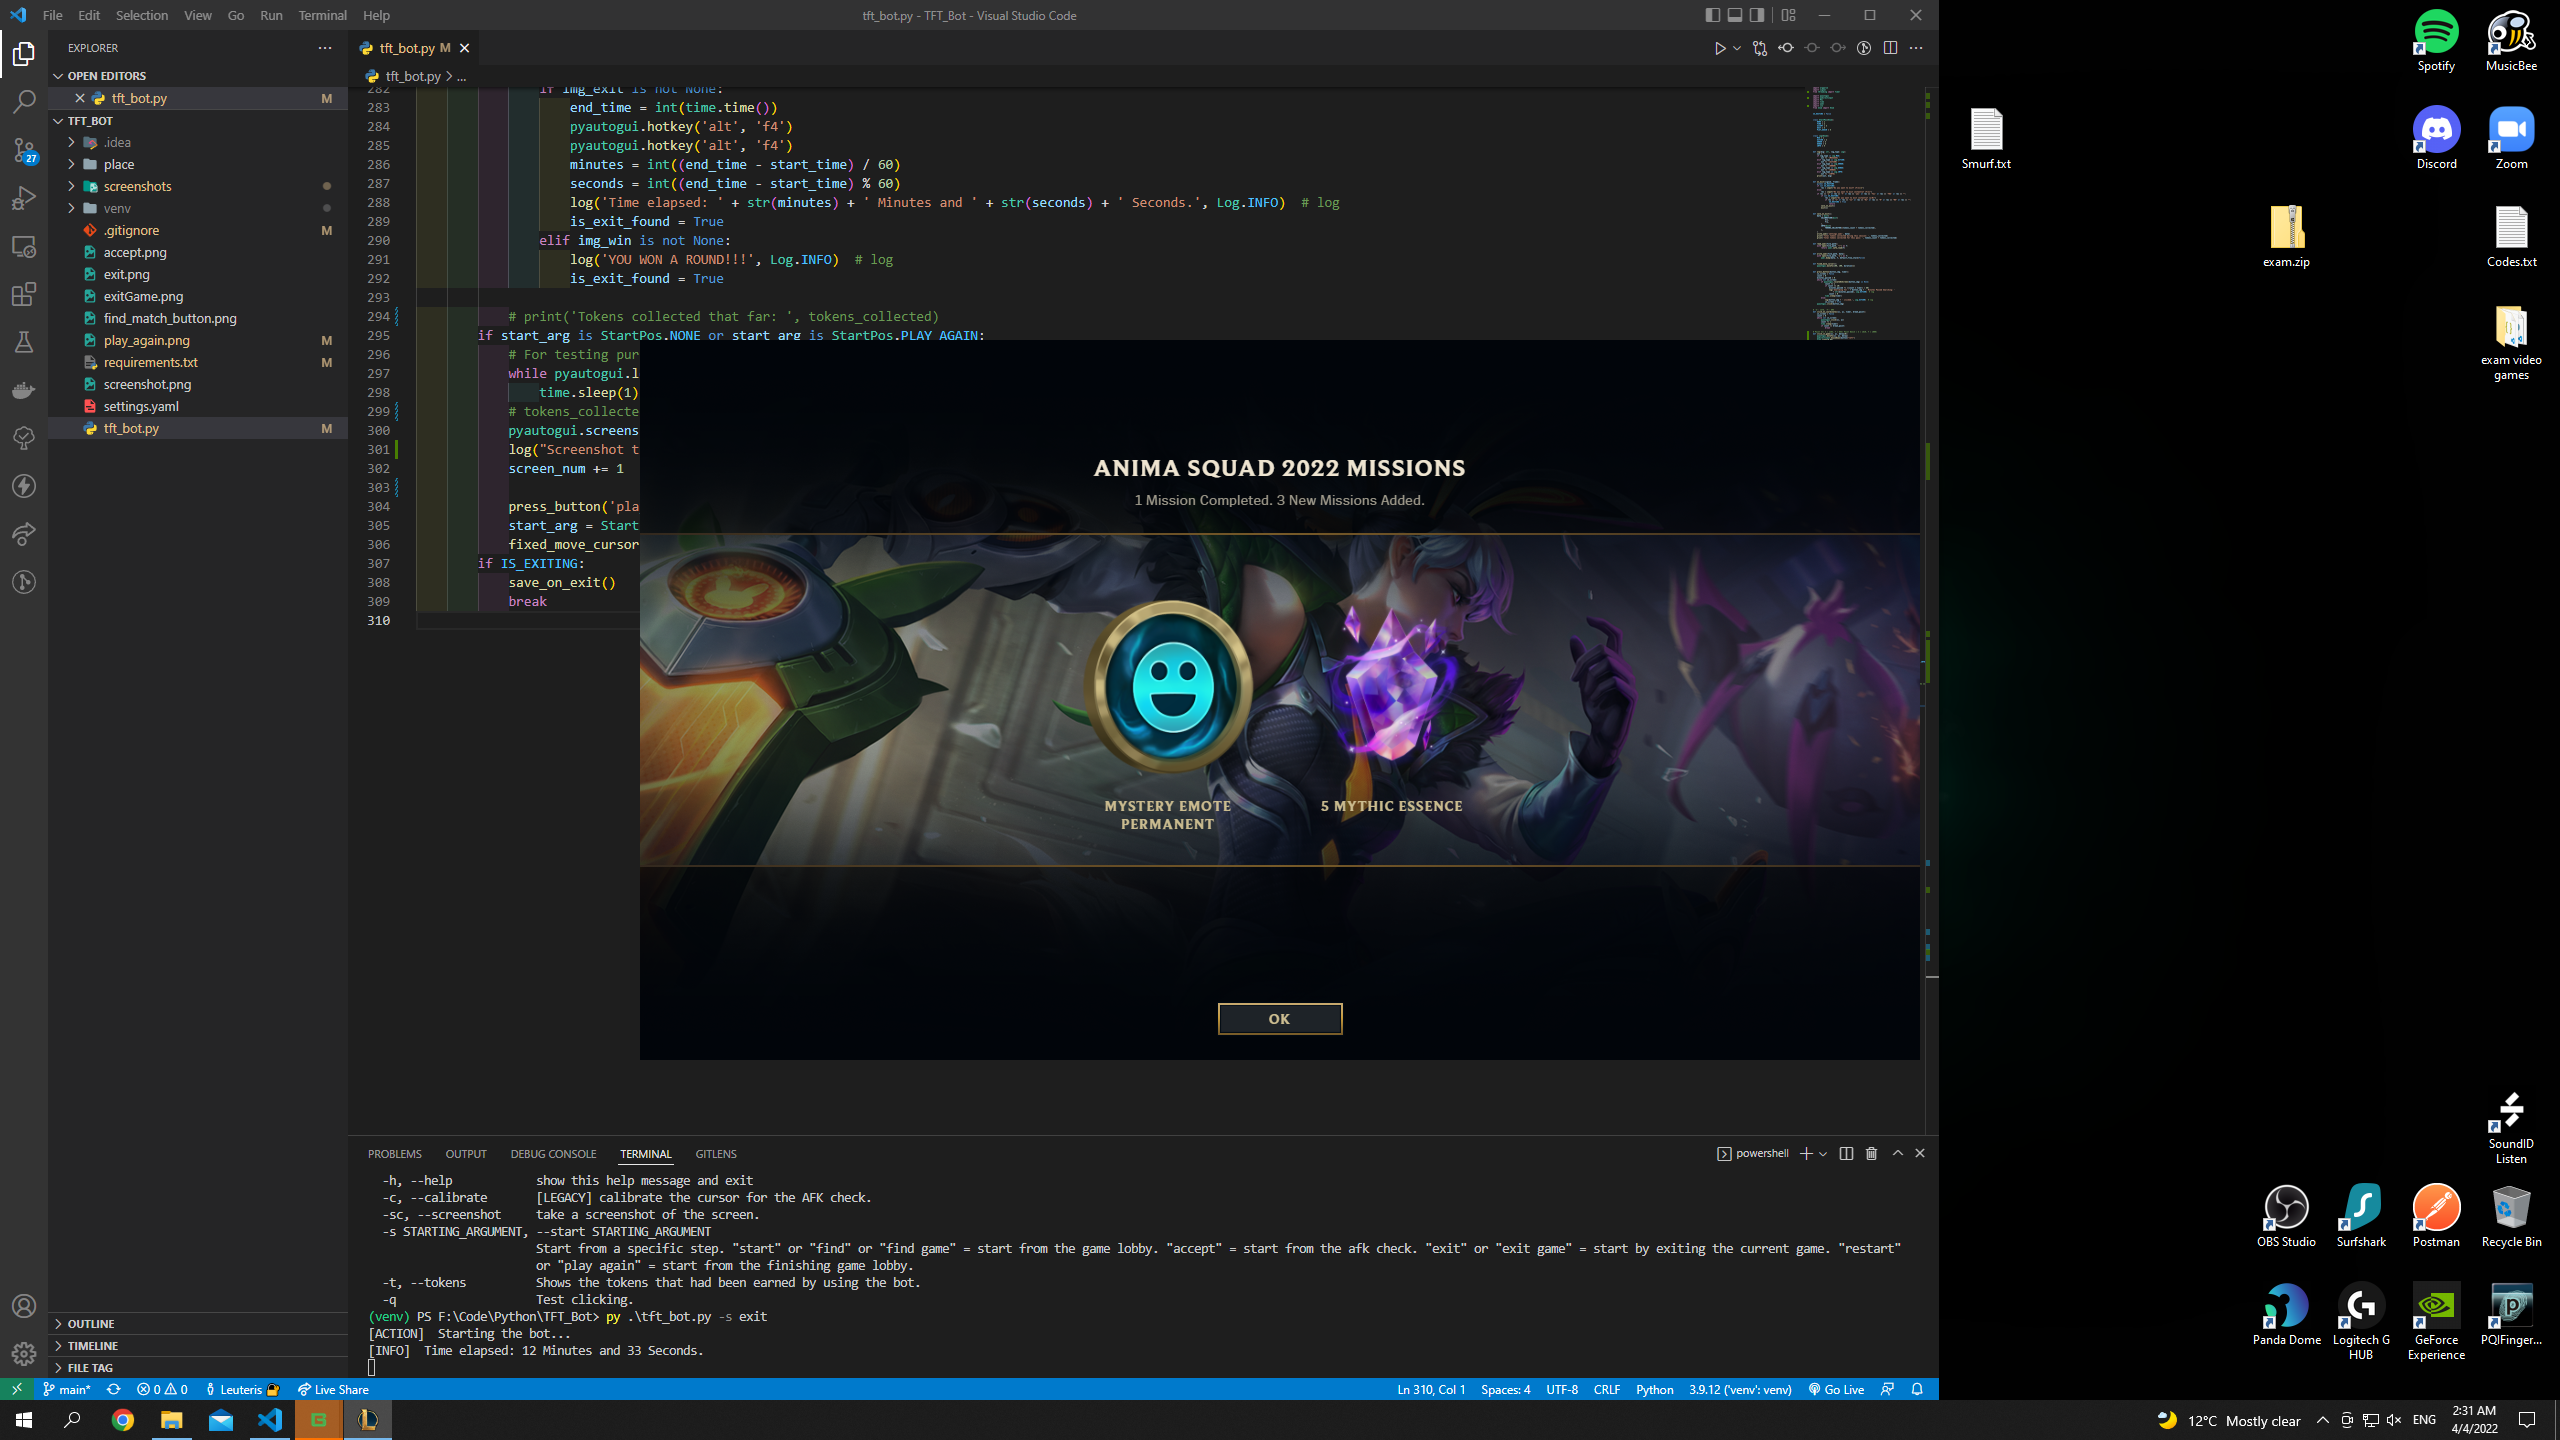 File Edit Selection View Go Run Terminal Help
tft_bot.py - TFT_Bot - Visual Studio Code
EXPLORER
OPEN EDITORS
tft_bot.py M
TFT_BOT
.idea
place
screenshots
venv
.gitignore M
accept.png
exit.png
exitGame.png
find_match_button.png
play_again.png M
requirements.txt M
screenshot.png
settings.yaml
tft_bot.py M
OUTLINE
TIMELINE
FILE TAG
tft_bot.py M
tft_bot.py > ...
282 if img_exit is not None:
283 end_time = int(time.time())
284 pyautogui.hotkey('alt', 'f4')
285 pyautogui.hotkey('alt', 'f4')
286 minutes = int((end_time - start_time) / 60)
287 seconds = int((end_time - start_time) % 60)
288 log('Time elapsed: ' + str(minutes) + ' Minutes and ' + str(seconds) + ' Seconds.', Log.INFO)  # log
289 is_exit_found = True
290 elif img_win is not None:
291 log('YOU WON A ROUND!!!', Log.INFO)  # log
292 is_exit_found = True
293
294 # print('Tokens collected that far: ', tokens_collected)
295 if start_arg is StartPos.NONE or start_arg is StartPos.PLAY_AGAIN:
296 # For testing pur
297 while pyautogui.l
298 time.sleep(1)
299 # tokens_collecte
300 pyautogui.screens
301 log("Screenshot t
302 screen_num += 1
303
304 press_button('pla
305 start_arg = Start
306 fixed_move_cursor
307 if IS_EXITING:
308 save_on_exit()
309 break
310
ANIMA SQUAD 2022 MISSIONS
1 Mission Completed. 3 New Missions Added.
MYSTERY EMOTE
PERMANENT
5 MYTHIC ESSENCE
OK
PROBLEMS OUTPUT DEBUG CONSOLE TERMINAL GITLENS
powershell
-h, --help show this help message and exit
-c, --calibrate [LEGACY] calibrate the cursor for the AFK check.
-sc, --screenshot take a screenshot of the screen.
-s STARTING_ARGUMENT, --start STARTING_ARGUMENT
Start from a specific step. "start" or "find" or "find game" = start from the game lobby. "accept" = start from the afk check. "exit" or "exit game" = start by exiting the current game. "restart"
or "play again" = start from the finishing game lobby.
-t, --tokens Shows the tokens that had been earned by using the bot.
-q Test clicking.
(venv) PS F:\Code\Python\TFT_Bot> py .\tft_bot.py -s exit
[ACTION]  Starting the bot...
[INFO]  Time elapsed: 12 Minutes and 33 Seconds.
27
main* 0 0 Leuteris Live Share
Ln 310, Col 1 Spaces: 4 UTF-8 CRLF Python 3.9.12 ('venv': venv) Go Live
Spotify
MusicBee
Smurf.txt
Discord
Zoom
exam.zip
Codes.txt
exam video
games
SoundID
Listen
OBS Studio
Surfshark
Postman
Recycle Bin
Panda Dome
Logitech G
HUB
GeForce
Experience
PQIFinger...
12°C Mostly clear
ENG
2:31 AM
4/4/2022